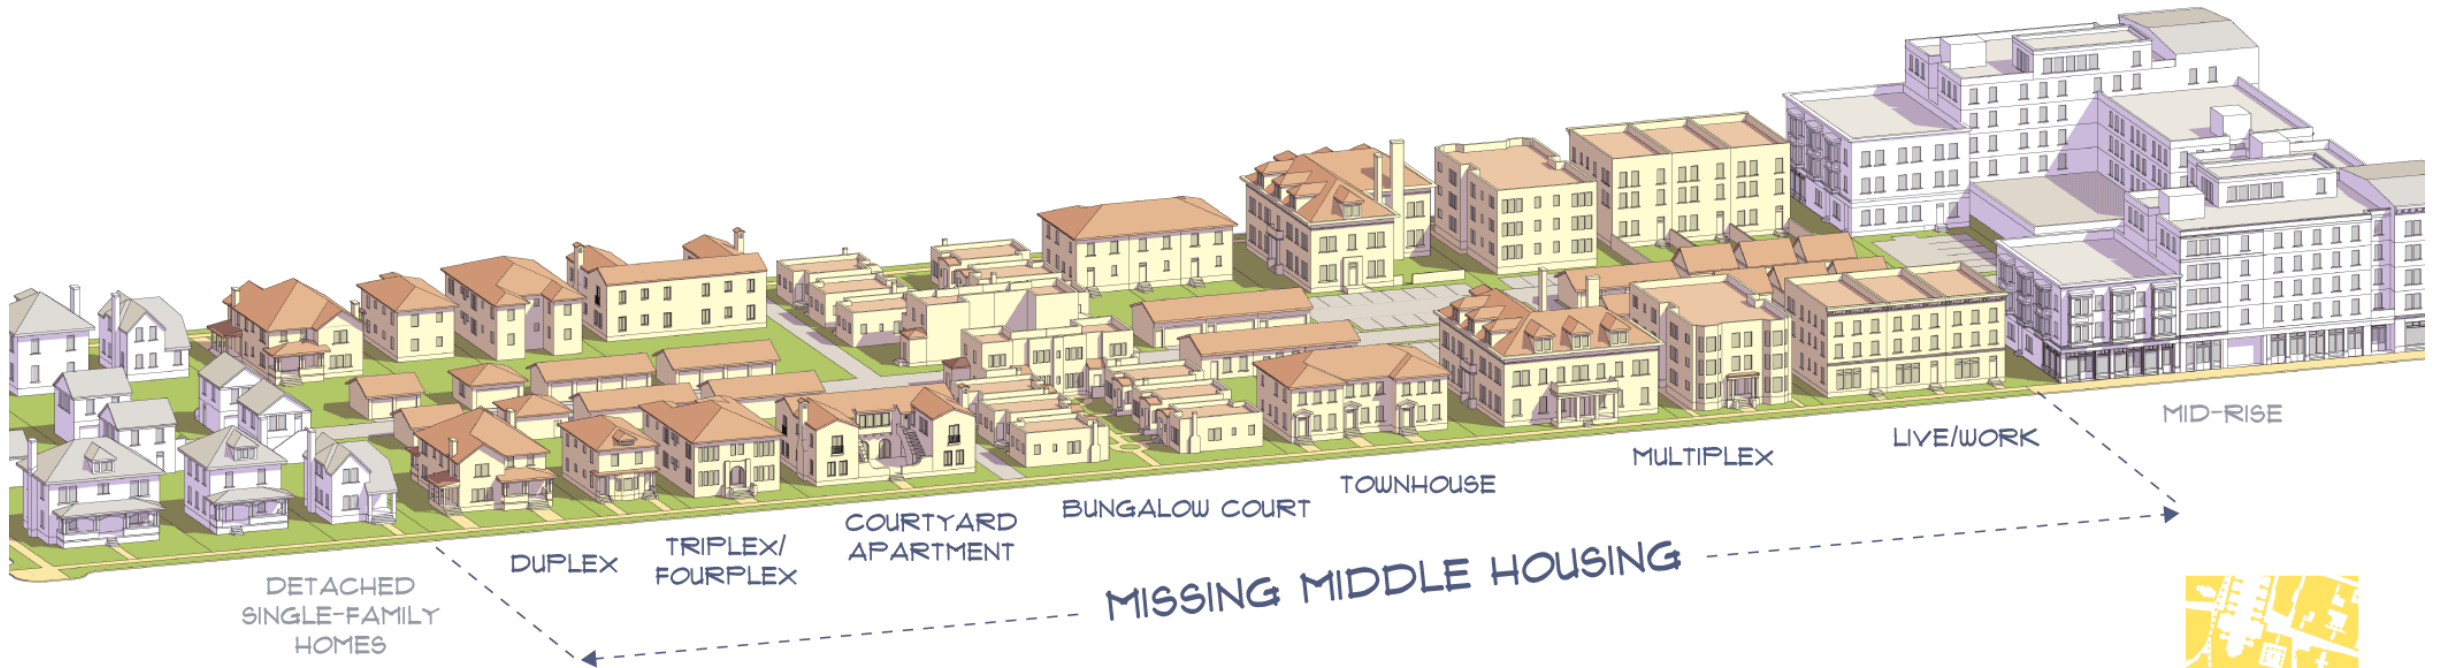 DETACHED
SINGLE-FAMILY
HOMES
DUPLEX
TRIPLEX/
FOURPLEX
COURTYARD
APARTMENT
BUNGALOW COURT
TOWNHOUSE
MULTIPLEX
LIVE/WORK
MID-RISE
MISSING MIDDLE HOUSING